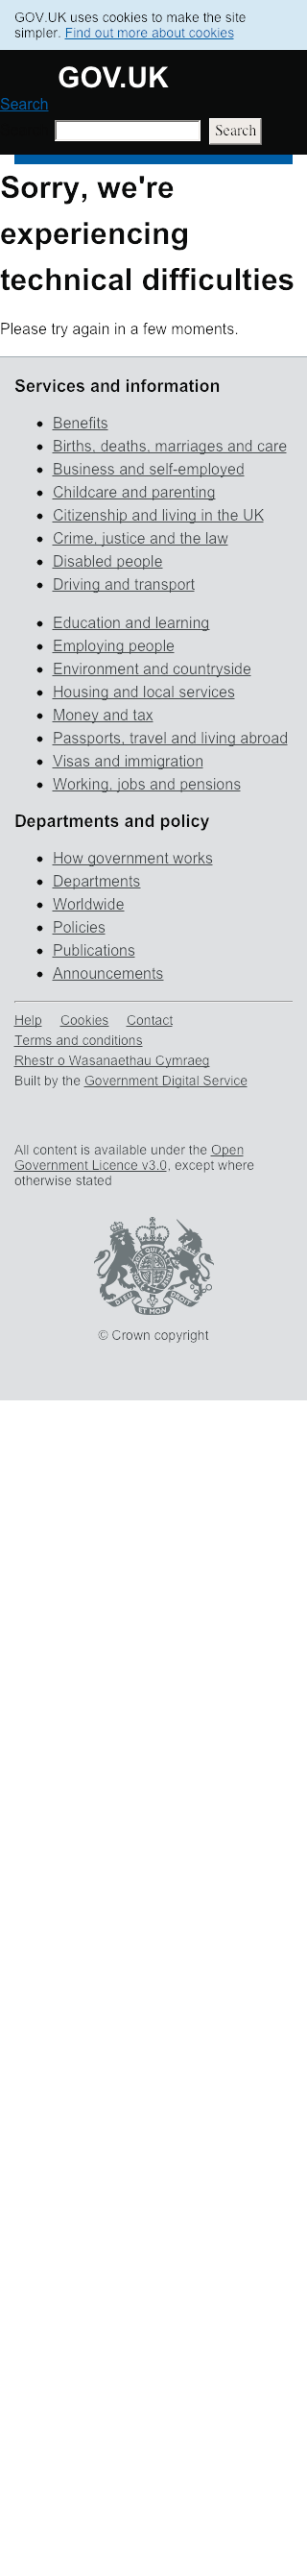 GOV.UK uses cookies to make the site
simpler. Find out more about cookies
GOV.UK
Search
Search
Sorry, we're
experiencing
technical difficulties
Please try again in a few moments.
Services and information
Benefits
Births, deaths, marriages and care
Business and self-employed
Childcare and parenting
Citizenship and living in the UK
Crime, justice and the law
Disabled people
Driving and transport
Education and learning
Employing people
Environment and countryside
Housing and local services
Money and tax
Passports, travel and living abroad
Visas and immigration
Working, jobs and pensions
Departments and policy
How government works
Departments
Worldwide
Policies
Publications
Announcements
Help Cookies Contact
Terms and conditions
Rhestr o Wasanaethau Cymraeg
Built by the Government Digital Service
All content is available under the Open
Government Licence v3.0, except where
otherwise stated
DIEU ET MON DROIT
© Crown copyright